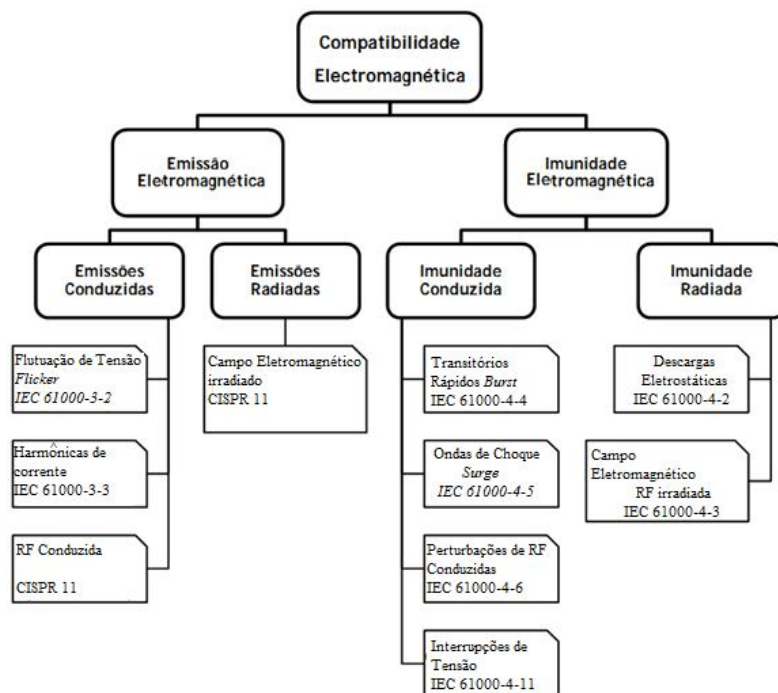 Compatibilidade
Electromagnética
Emissão
Eletromagnética
Imunidade
Eletromagnética
Emissões
Conduzidas
Emissões
Radiadas
Imunidade
Conduzida
Imunidade
Radiada
Flutuação de Tensão
Flicker
IEC 61000-3-2
Harmônicas de
corrente
IEC 61000-3-3
RF Conduzida
CISPR 11
Campo Eletromagnético
irradiado
CISPR 11
Transitórios
Rápidos Burst
IEC 61000-4-4
Ondas de Choque
Surge
IEC 61000-4-5
Perturbações de RF
Conduzidas
IEC 61000-4-6
Interrupções de
Tensão
IEC 61000-4-11
Descargas
Eletrostáticas
IEC 61000-4-2
Campo
Eletromagnético
RF irradiada
IEC 61000-4-3